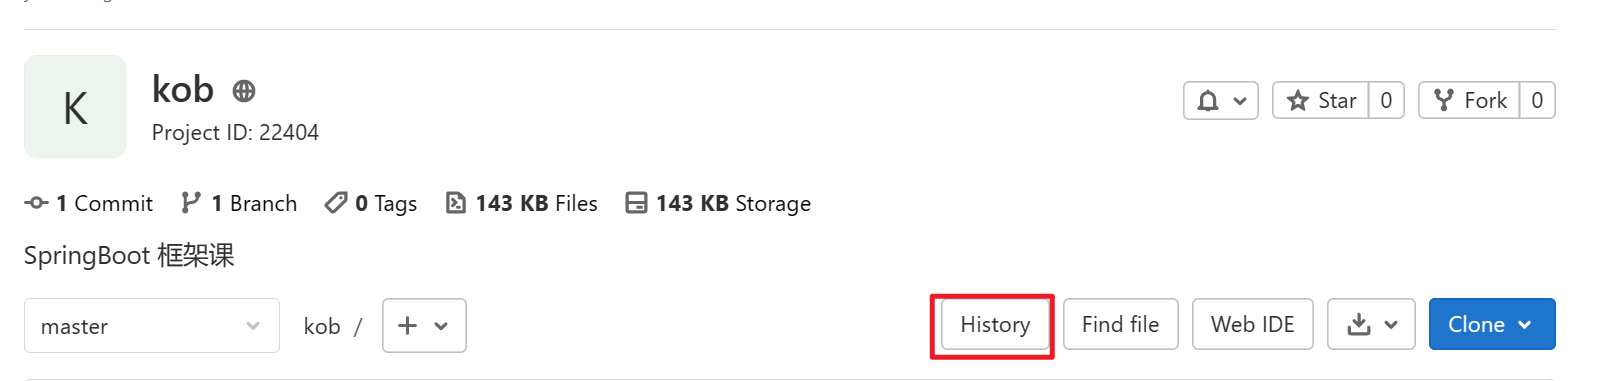 K
kob
Project ID: 22404
Star 0
Fork 0
1 Commit 1 Branch 0 Tags 143 KB Files 143 KB Storage
SpringBoot 框架课
master kob / + History Find file Web IDE Clone